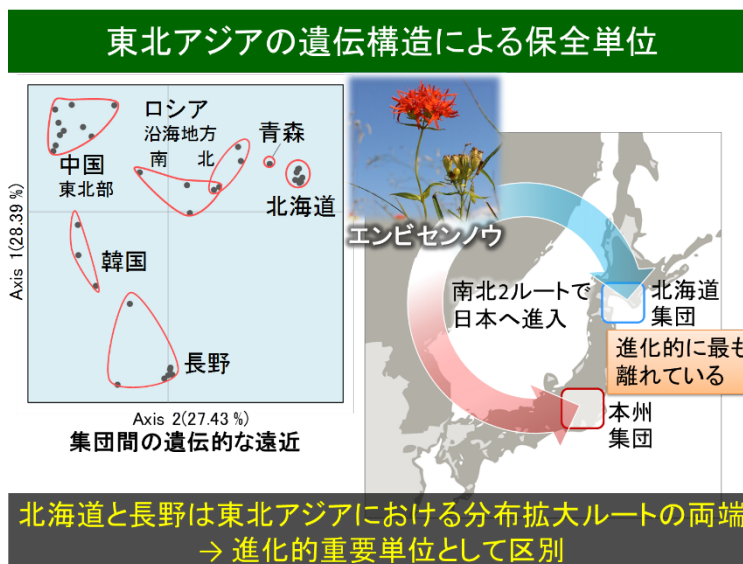 東北アジアの遺伝構造による保全単位
ロシア
沿海地方
南 北
青森
北海道
中国
東北部
韓国
長野
Axis 1(28.39 %)
Axis 2(27.43 %)
集団間の遺伝的な遠近
エンビセンノウ
南北2ルートで
日本へ進入
北海道
集団
進化的に最も
離れている
本州
集団
北海道と長野は東北アジアにおける分布拡大ルートの両端
→ 進化的重要単位として区別